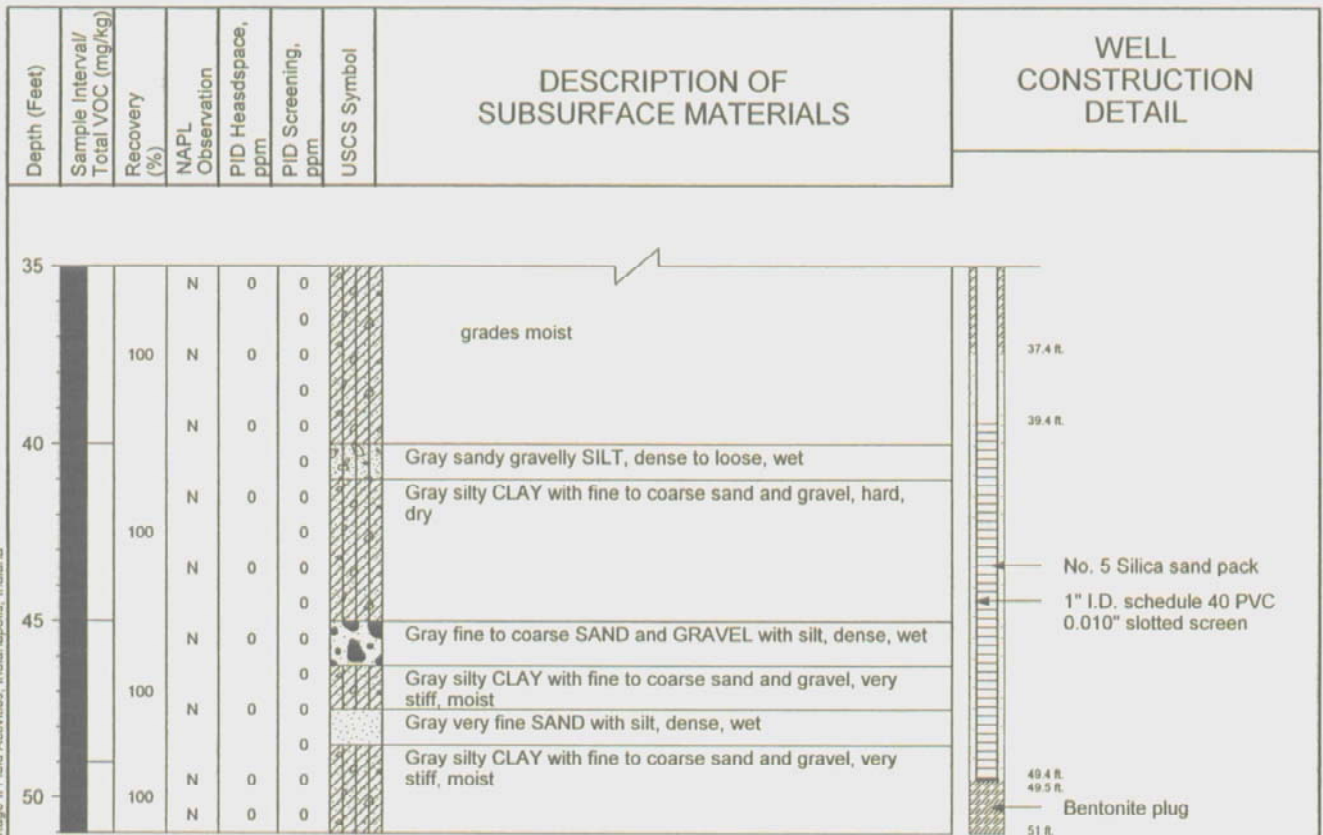 Depth (Feet)
Sample Interval/
Total VOC (mg/kg)
Recovery
(%)
NAPL
Observation
PID Heasdspace,
ppm
PID Screening,
ppm
USCS Symbol
DESCRIPTION OF
SUBSURFACE MATERIALS
WELL
CONSTRUCTION
DETAIL
35
N 0 0
0
grades moist
100 N 0 0
37.4 ft.
0
N 0 0
39.4 ft.
40
0 Gray sandy gravelly SILT, dense to loose, wet
N 0 0 Gray silty CLAY with fine to coarse sand and gravel, hard,
dry
100 0
N 0 0 No. 5 Silica sand pack
0 1" I.D. schedule 40 PVC
0.010" slotted screen
45
N 0 0 Gray fine to coarse SAND and GRAVEL with silt, dense, wet
0 Gray silty CLAY with fine to coarse sand and gravel, very
stiff, moist
100
N 0 0 Gray very fine SAND with silt, dense, wet
0 Gray silty CLAY with fine to coarse sand and gravel, very
stiff, moist
N 0 0
49.4 ft.
49.5 ft.
50 100
N 0 0 Bentonite plug
51 ft.